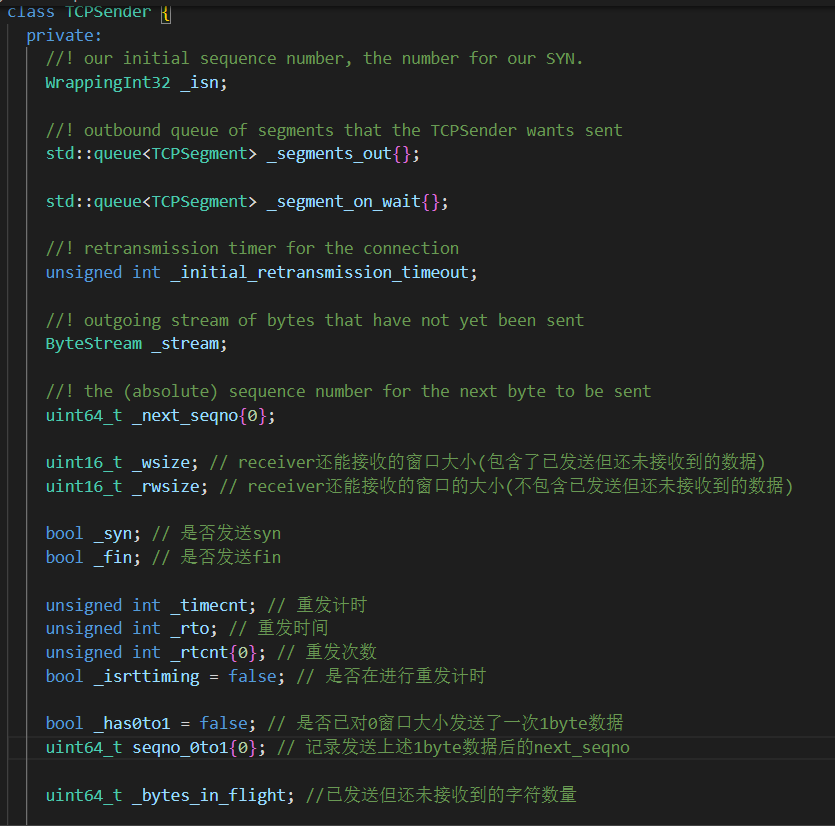 class TCPSender {
private:
//! our initial sequence number, the number for our SYN.
WrappingInt32 _isn;
//! outbound queue of segments that the TCPSender wants sent
std::queue<TCPSegment> _segments_out{};
std::queue<TCPSegment> _segment_on_wait{};
//! retransmission timer for the connection
unsigned int _initial_retransmission_timeout;
//! outgoing stream of bytes that have not yet been sent
ByteStream _stream;
//! the (absolute) sequence number for the next byte to be sent
uint64_t _next_seqno{0};
uint16_t _wsize; // receiver还能接收的窗口大小(包含了已发送但还未接收到的数据)
uint16_t _rwsize; // receiver还能接收的窗口的大小(不包含已发送但还未接收到的数据)
bool _syn; // 是否发送syn
bool _fin; // 是否发送fin
unsigned int _timecnt; // 重发计时
unsigned int _rto; // 重发时间
unsigned int _rtcnt{0}; // 重发次数
bool _isrttiming = false; // 是否在进行重发计时
bool _has0to1 = false; // 是否已对0窗口大小发送了一次1byte数据
uint64_t seqno_0to1{0}; // 记录发送上述1byte数据后的next_seqno
uint64_t _bytes_in_flight; //已发送但还未接收到的字符数量